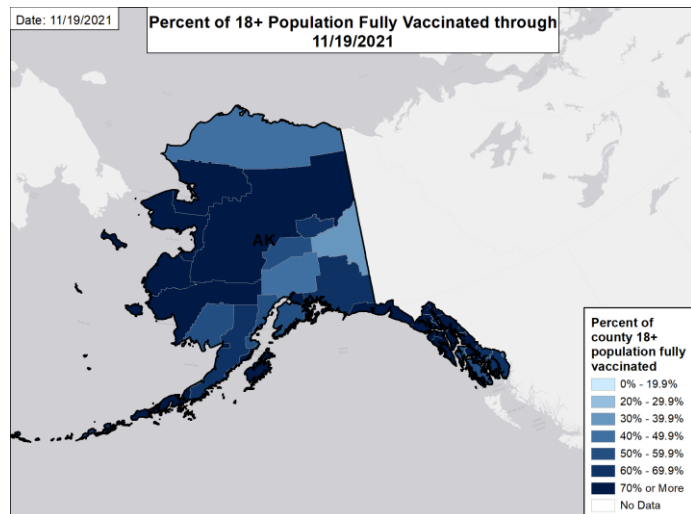 Date: 11/19/2021
Percent of 18+ Population Fully Vaccinated through
11/19/2021
AK
Percent of
county 18+
population fully
vaccinated
0% - 19.9%
20% - 29.9%
30% - 39.9%
40% - 49.9%
50% - 59.9%
60% - 69.9%
70% or More
No Data